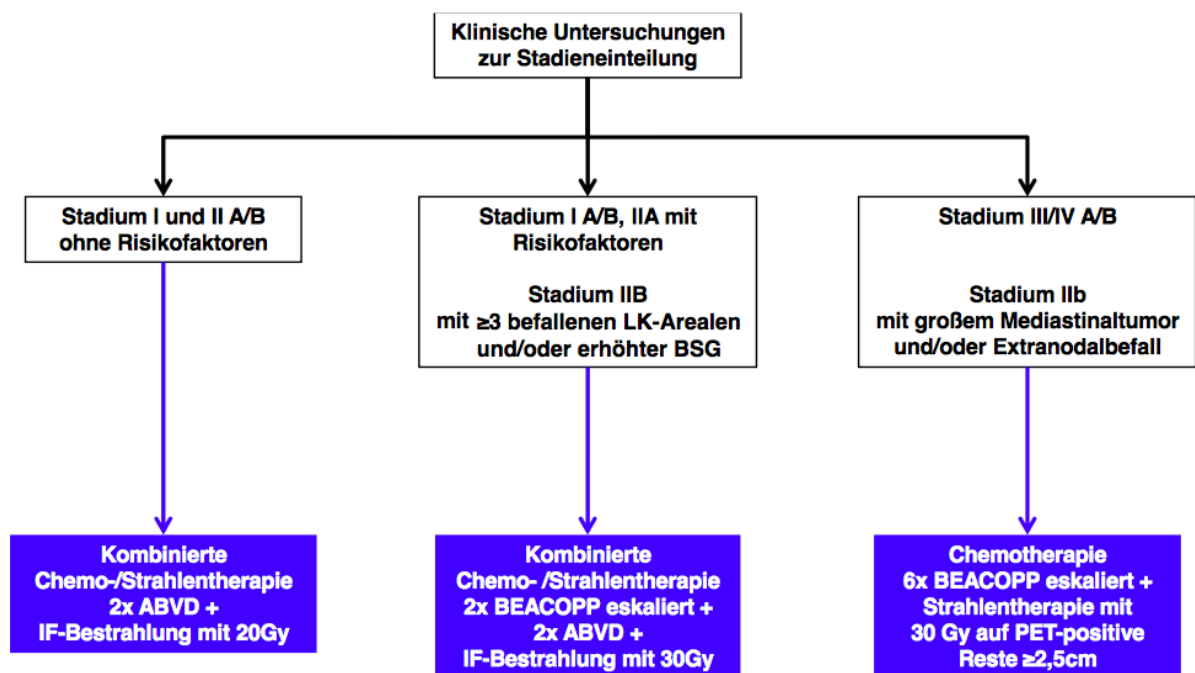 Klinische Untersuchungen
zur Stadieneinteilung
Stadium I und II A/B
ohne Risikofaktoren
Stadium I A/B, IIA mit
Risikofaktoren
Stadium IIB
mit ≥3 befallenen LK-Arealen
und/oder erhöhter BSG
Stadium III/IV A/B
Stadium IIb
mit großem Mediastinaltumor
und/oder Extranodalbefall
Kombinierte
Chemo-/Strahlentherapie
2x ABVD +
IF-Bestrahlung mit 20Gy
Kombinierte
Chemo- /Strahlentherapie
2x BEACOPP eskaliert +
2x ABVD +
IF-Bestrahlung mit 30Gy
Chemotherapie
6x BEACOPP eskaliert +
Strahlentherapie mit
30 Gy auf PET-positive
Reste ≥2,5cm